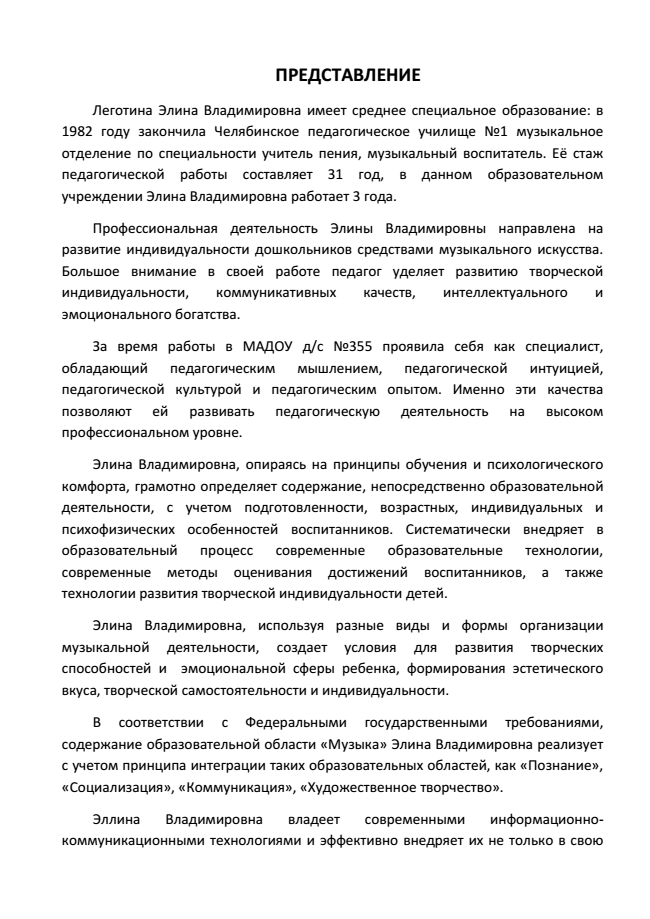 ПРЕДСТАВЛЕНИЕ
Леготина Элина Владимировна имеет среднее специальное образование: в
1982 году закончила Челябинское педагогическое училище №1 музыкальное
отделение по специальности учитель пения, музыкальный воспитатель. Её стаж
педагогической работы составляет 31 год, в данном образовательном
учреждении Элина Владимировна работает 3 года.
Профессиональная деятельность Элины Владимировны направлена на
развитие индивидуальности дошкольников средствами музыкального искусства.
Большое внимание в своей работе педагог уделяет развитию творческой
индивидуальности, коммуникативных качеств, интеллектуального и
эмоционального богатства.
За время работы в МАДОУ д/с №355 проявила себя как специалист,
обладающий педагогическим мышлением, педагогической интуицией,
педагогической культурой и педагогическим опытом. Именно эти качества
позволяют ей развивать педагогическую деятельность на высоком
профессиональном уровне.
Элина Владимировна, опираясь на принципы обучения и психологического
комфорта, грамотно определяет содержание, непосредственно образовательной
деятельности, с учетом подготовленности, возрастных, индивидуальных и
психофизических особенностей воспитанников. Систематически внедряет в
образовательный процесс современные образовательные технологии,
современные методы оценивания достижений воспитанников, а также
технологии развития творческой индивидуальности детей.
Элина Владимировна, используя разные виды и формы организации
музыкальной деятельности, создает условия для развития творческих
способностей и эмоциональной сферы ребенка, формирования эстетического
вкуса, творческой самостоятельности и индивидуальности.
В соответствии с Федеральными государственными требованиями,
содержание образовательной области «Музыка» Элина Владимировна реализует
с учетом принципа интеграции таких образовательных областей, как «Познание»,
«Социализация», «Коммуникация», «Художественное творчество».
Эллина Владимировна владеет современными информационно-
коммуникационными технологиями и эффективно внедряет их не только в свою